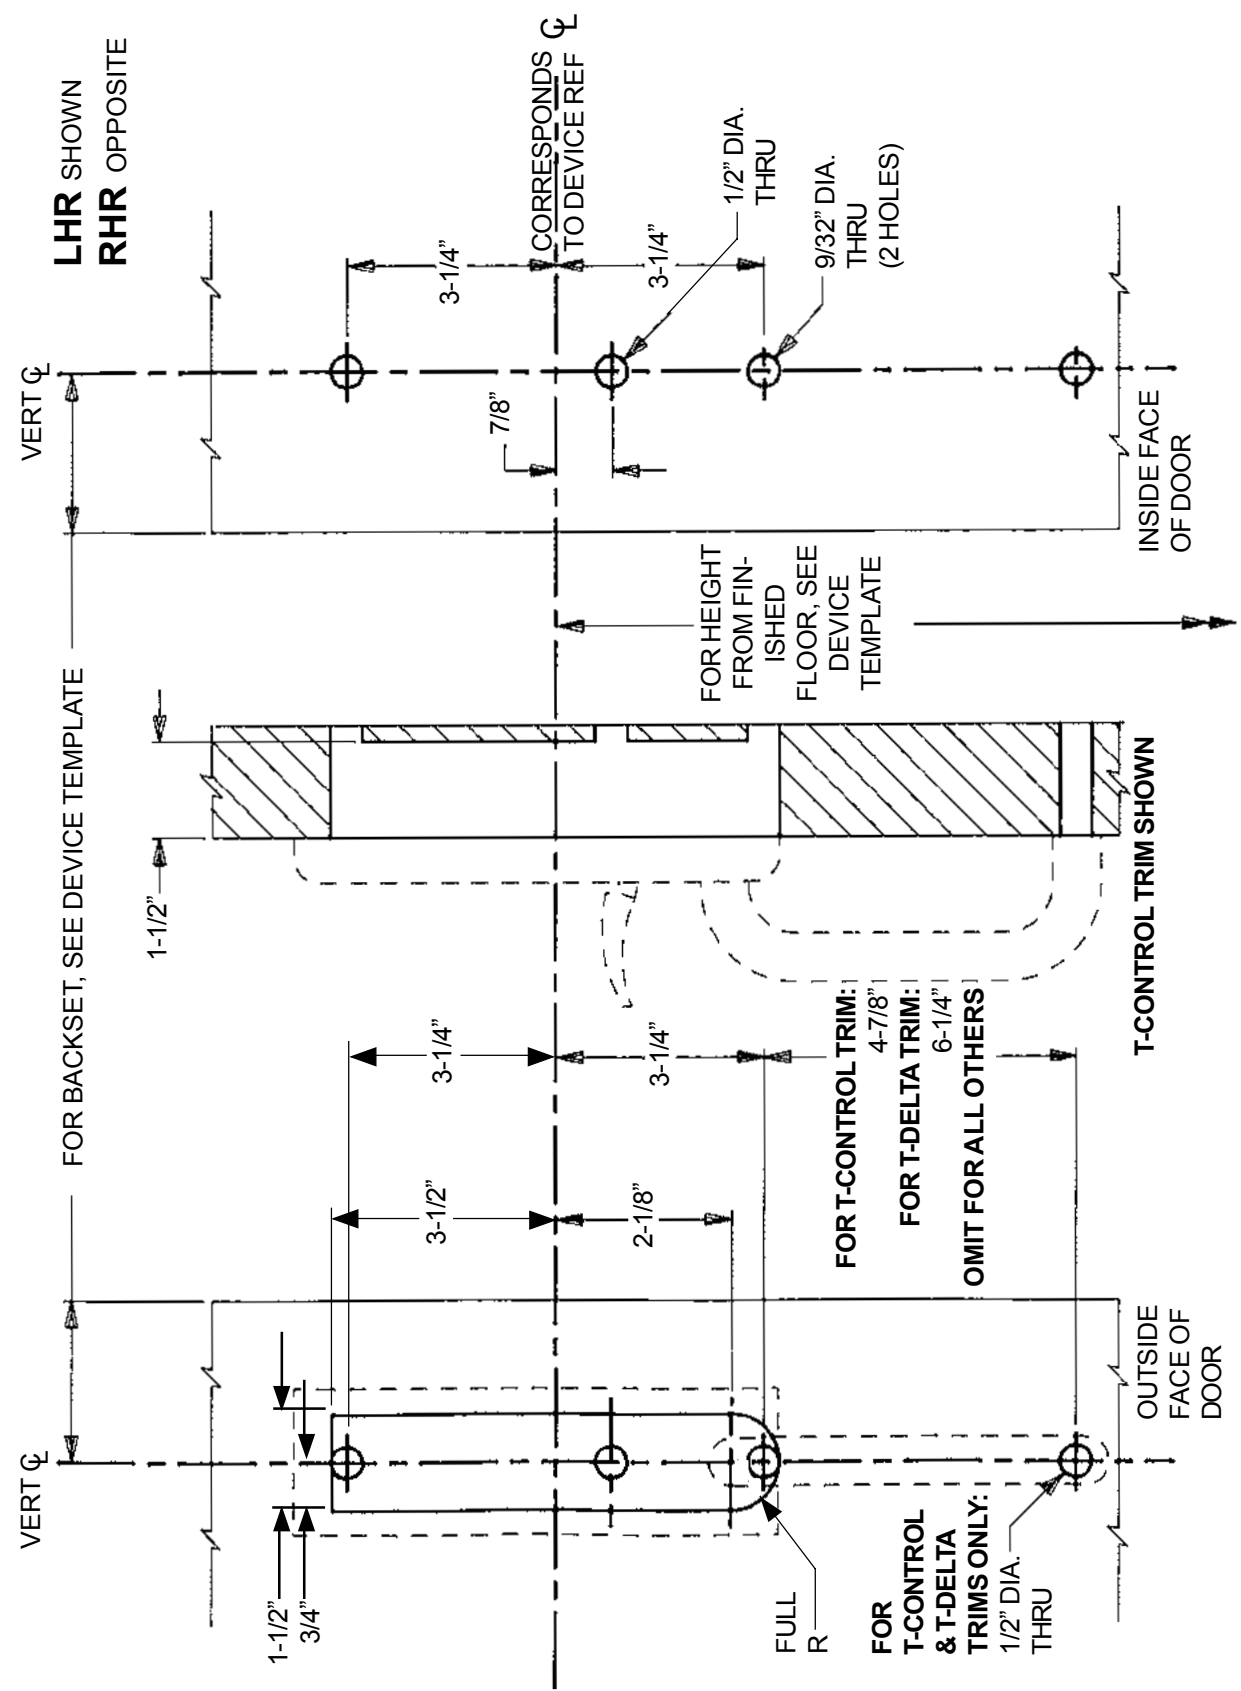 LHR SHOWN
RHR OPPOSITE
CORRESPONDS
TO DEVICE REF ℄
VERT ℄
3-1/4”
3-1/4”
1/2” DIA.
THRU
9/32” DIA.
THRU
(2 HOLES)
7/8”
INSIDE FACE
OF DOOR
FOR HEIGHT
FROM FIN-
ISHED
FLOOR, SEE
DEVICE
TEMPLATE
FOR BACKSET, SEE DEVICE TEMPLATE
1-1/2”
T-CONTROL TRIM SHOWN
3-1/4”
3-1/4”
FOR T-CONTROL TRIM:
4-7/8”
FOR T-DELTA TRIM:
6-1/4”
OMIT FOR ALL OTHERS
3-1/2”
2-1/8”
OUTSIDE
FACE OF
DOOR
VERT ℄
1-1/2”
3/4”
FULL
R
FOR
T-CONTROL
& T-DELTA
TRIMS ONLY:
1/2” DIA.
THRU